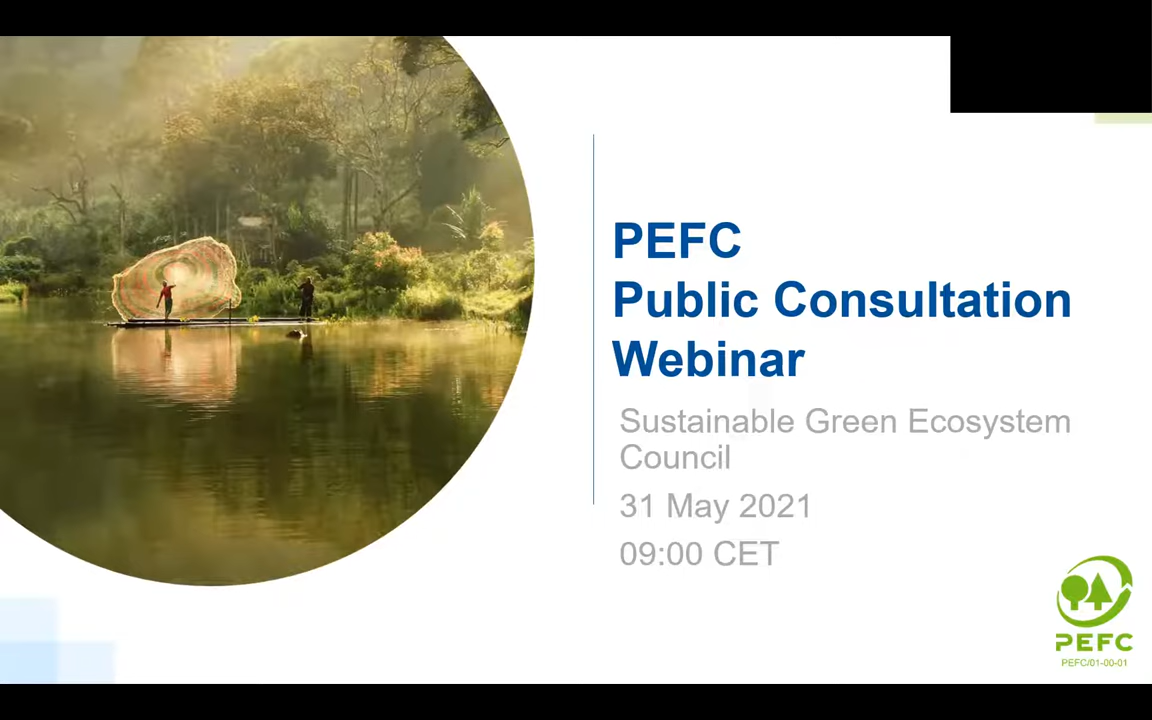 PEFC
Public Consultation
Webinar
Sustainable Green Ecosystem
Council
31 May 2021
09:00 CET
PEFC
PEFC/01-00-01